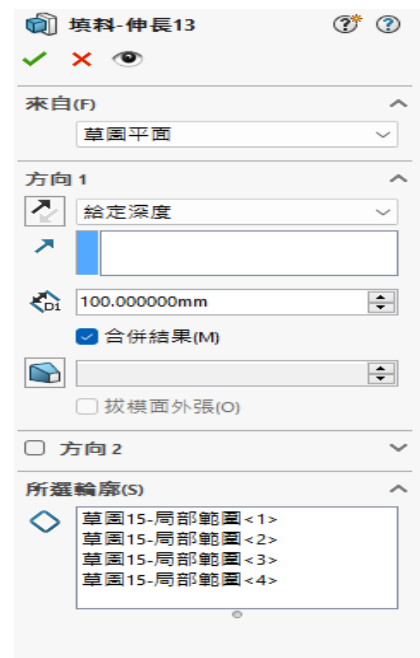 填料-伸長13
來自(F)
草圖平面
方向 1
給定深度
D1
100.000000mm
合併結果(M)
拔模面外張(O)
方向 2
所選輪廓(S)
草圖15-局部範圍<1>
草圖15-局部範圍<2>
草圖15-局部範圍<3>
草圖15-局部範圍<4>